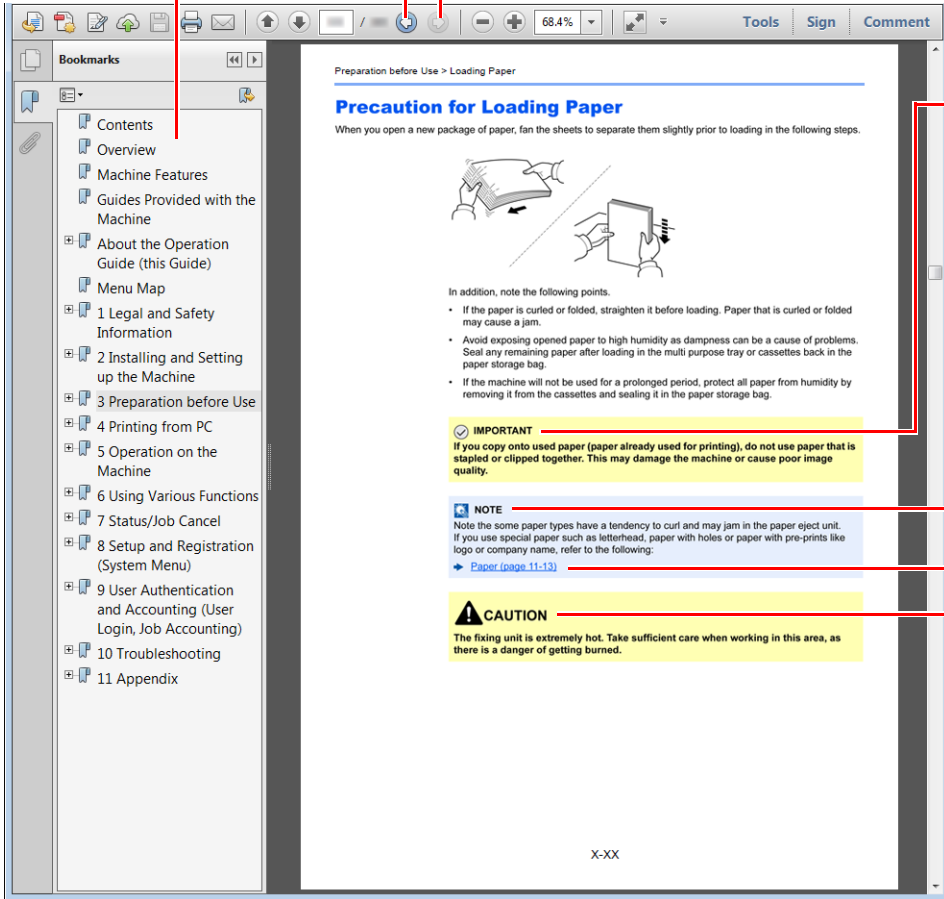 /
68.4%
Tools
Sign
Comment
Bookmarks
Contents
Overview
Machine Features
Guides Provided with the
Machine
About the Operation
Guide (this Guide)
Menu Map
1 Legal and Safety
Information
2 Installing and Setting
up the Machine
3 Preparation before Use
4 Printing from PC
5 Operation on the
Machine
6 Using Various Functions
7 Status/Job Cancel
8 Setup and Registration
(System Menu)
9 User Authentication
and Accounting (User
Login, Job Accounting)
10 Troubleshooting
11 Appendix
Preparation before Use > Loading Paper
Precaution for Loading Paper
When you open a new package of paper, fan the sheets to separate them slightly prior to loading in the following steps.
In addition, note the following points.
• If the paper is curled or folded, straighten it before loading. Paper that is curled or folded
may cause a jam.
• Avoid exposing opened paper to high humidity as dampness can be a cause of problems.
Seal any remaining paper after loading in the multi purpose tray or cassettes back in the
paper storage bag.
• If the machine will not be used for a prolonged period, protect all paper from humidity by
removing it from the cassettes and sealing it in the paper storage bag.
IMPORTANT
If you copy onto used paper (paper already used for printing), do not use paper that is
stapled or clipped together. This may damage the machine or cause poor image
quality.
NOTE
Note the some paper types have a tendency to curl and may jam in the paper eject unit.
If you use special paper such as letterhead, paper with holes or paper with pre-prints like
logo or company name, refer to the following:
Paper (page 11-13)
CAUTION
The fixing unit is extremely hot. Take sufficient care when working in this area, as
there is a danger of getting burned.
X-XX